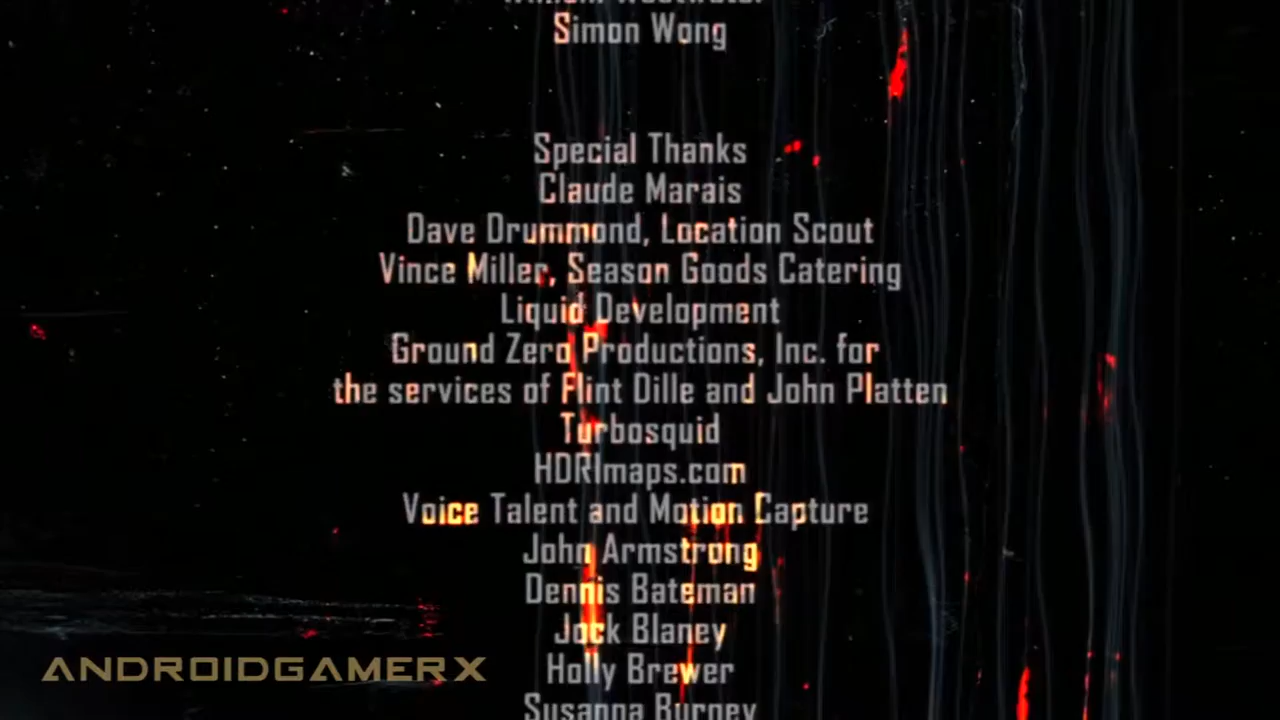 Simon Wong
Special Thanks
Claude Marais
Dave Drummond, Location Scout
Vince Miller, Season Goods Catering
Liquid Development
Ground Zero Productions, Inc. for
the services of Flint Dille and John Platten
Turbosquid
HDRImaps.com
Voice Talent and Motion Capture
John Armstrong
Dennis Bateman
Jock Blaney
Holly Brewer
Susanna Burney
ANDROIDGAMERX